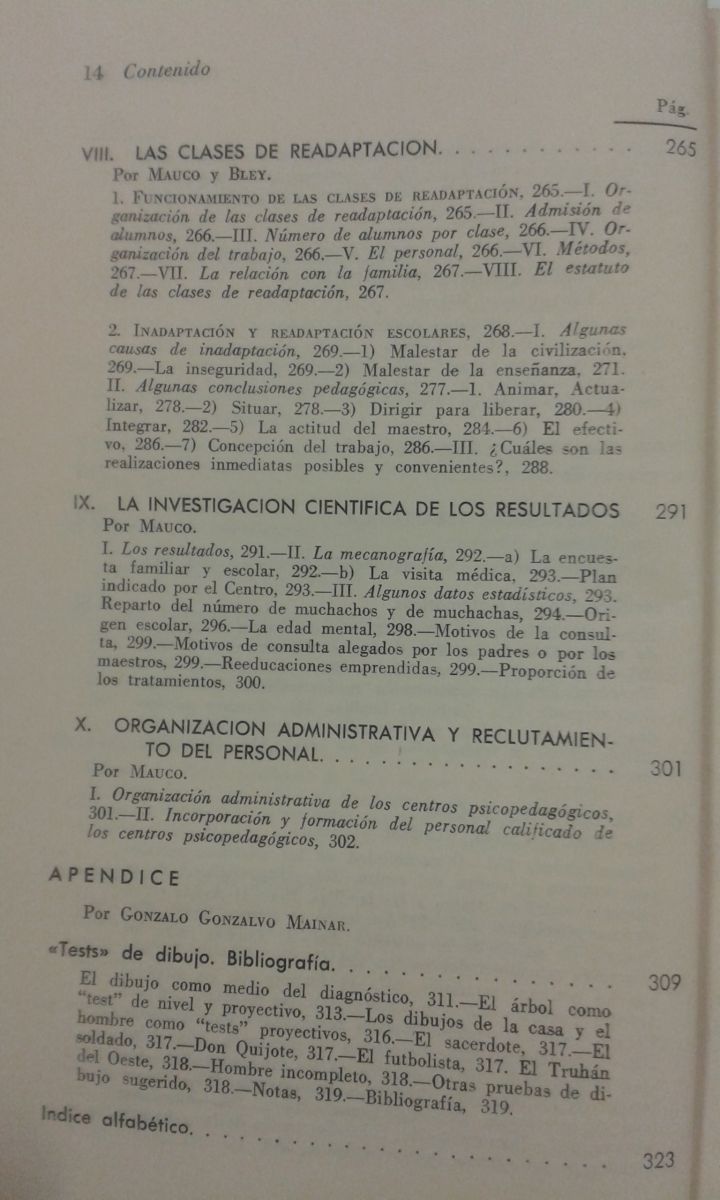 14 Contenido
Pág.
VIII. LAS CLASES DE READAPTACION. . . . . . . . . . . . . 265
Por Mauco y Bley.
1. Funcionamiento de las clases de readaptación, 265.—I. Or-
ganización de las clases de readaptación, 265.—II. Admisión de
alumnos, 266.—III. Número de alumnos por clase, 266.—IV. Or-
ganización del trabajo, 266.—V. El personal, 266.—VI. Métodos,
267.—VII. La relación con la familia, 267.—VIII. El estatuto
de las clases de readaptación, 267.
2. Inadaptación y readaptación escolares, 268.—I. Algunas
causas de inadaptación, 269.—1) Malestar de la civilización,
269.—La inseguridad, 269.—2) Malestar de la enseñanza, 271.
II. Algunas conclusiones pedagógicas, 277.—1. Animar, Actua-
lizar, 278.—2) Situar, 278.—3) Dirigir para liberar, 280.—4)
Integrar, 282.—5) La actitud del maestro, 284.—6) El efecti-
vo, 286.—7) Concepción del trabajo, 286.—III. ¿Cuáles son las
realizaciones inmediatas posibles y convenientes?, 288.
IX. LA INVESTIGACION CIENTIFICA DE LOS RESULTADOS 291
Por Mauco.
I. Los resultados, 291.—II. La mecanografía, 292.—a) La encues-
ta familiar y escolar, 292.—b) La visita médica, 293.—Plan
indicado por el Centro, 293.—III. Algunos datos estadísticos, 293.
Reparto del número de muchachos y de muchachas, 294.—Ori-
gen escolar, 296.—La edad mental, 298.—Motivos de la consul-
ta, 299.—Motivos de consulta alegados por los padres o por los
maestros, 299.—Reeducaciones emprendidas, 299.—Proporción de
los tratamientos, 300.
X. ORGANIZACION ADMINISTRATIVA Y RECLUTAMIEN-
TO DEL PERSONAL. . . . . . . . . . . . . . . . . . . 301
Por Mauco.
I. Organización administrativa de los centros psicopedagógicos,
301.—II. Incorporación y formación del personal calificado de
los centros psicopedagógicos, 302.
APENDICE
Por Gonzalo Gonzalvo Mainar.
«Tests» de dibujo. Bibliografía. . . . . . . . . . . . . . . . . . 309
El dibujo como medio del diagnóstico, 311.—El árbol como
"test" de nivel y proyectivo, 313.—Los dibujos de la casa y el
hombre como "tests" proyectivos, 316.—El sacerdote, 317.—El
soldado, 317.—Don Quijote, 317.—El futbolista, 317. El Truhán
del Oeste, 318.—Hombre incompleto, 318.—Otras pruebas de di-
bujo sugerido, 318.—Notas, 319.—Bibliografía, 319.
Indice alfabético. . . . . . . . . . . . . . . . . . . . . . . . . . . 323